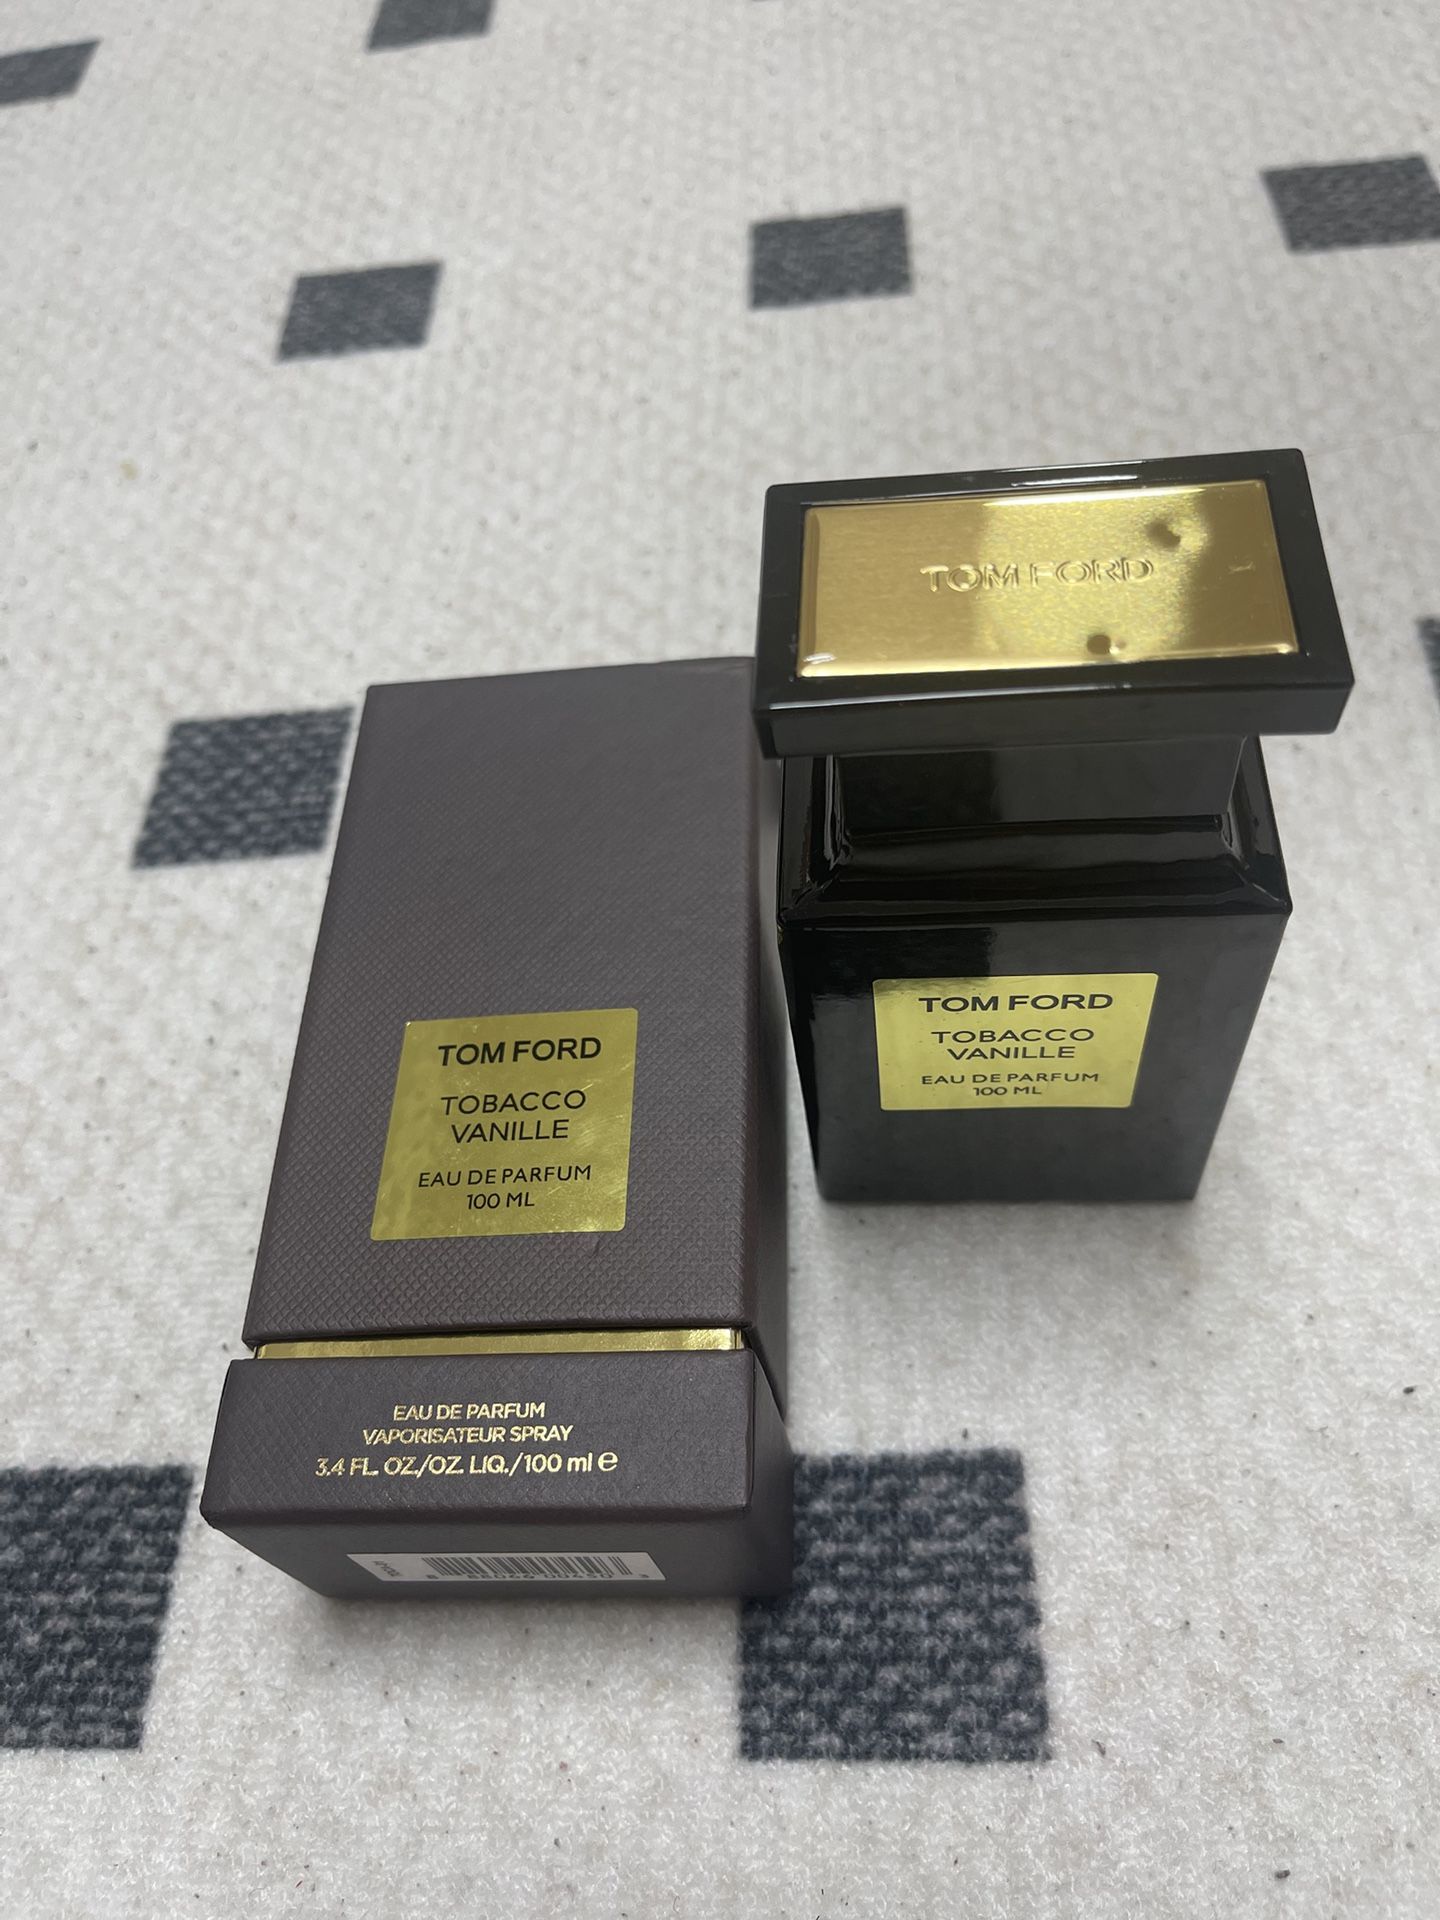 TOM FORD
TOM FORD
TOBACCO
VANILLE
EAU DE PARFUM
100 ML
TOM FORD
TOBACCO
VANILLE
EAU DE PARFUM
100 ML
EAU DE PARFUM
VAPORISATEUR SPRAY
3.4 FL. OZ./OZ. LIQ./100 ml ℮